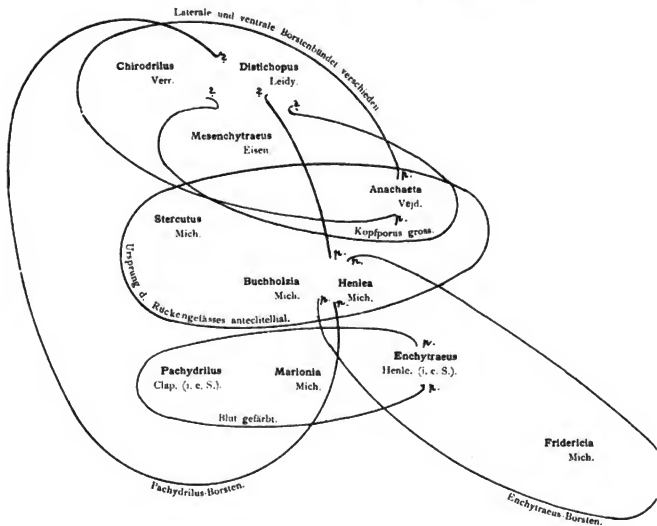 Laterale und ventrale Borstenbündel verschieden
Chirodrilus
Verr.
Distichopus
Leidy.
?
?
?
?
Mesenchytraeus
Eisen.
p.
Anachaeta
Vejd.
p.
Kopfporus gross.
Stercutus
Mich.
Ursprung d. Rückengefässes anteclitellial.
p.
p.
Buchholzia
Mich.
Henlea
Mich.
p.
p.
p.
Pachydrilus
Clap. (i. e. S.).
Marionia
Mich.
Enchytraeus
Henle. (i. e. S.).
p.
Blut gefärbt.
Fridericia
Mich.
Pachydrilus-Borsten.
Enchytraeus-Borsten.